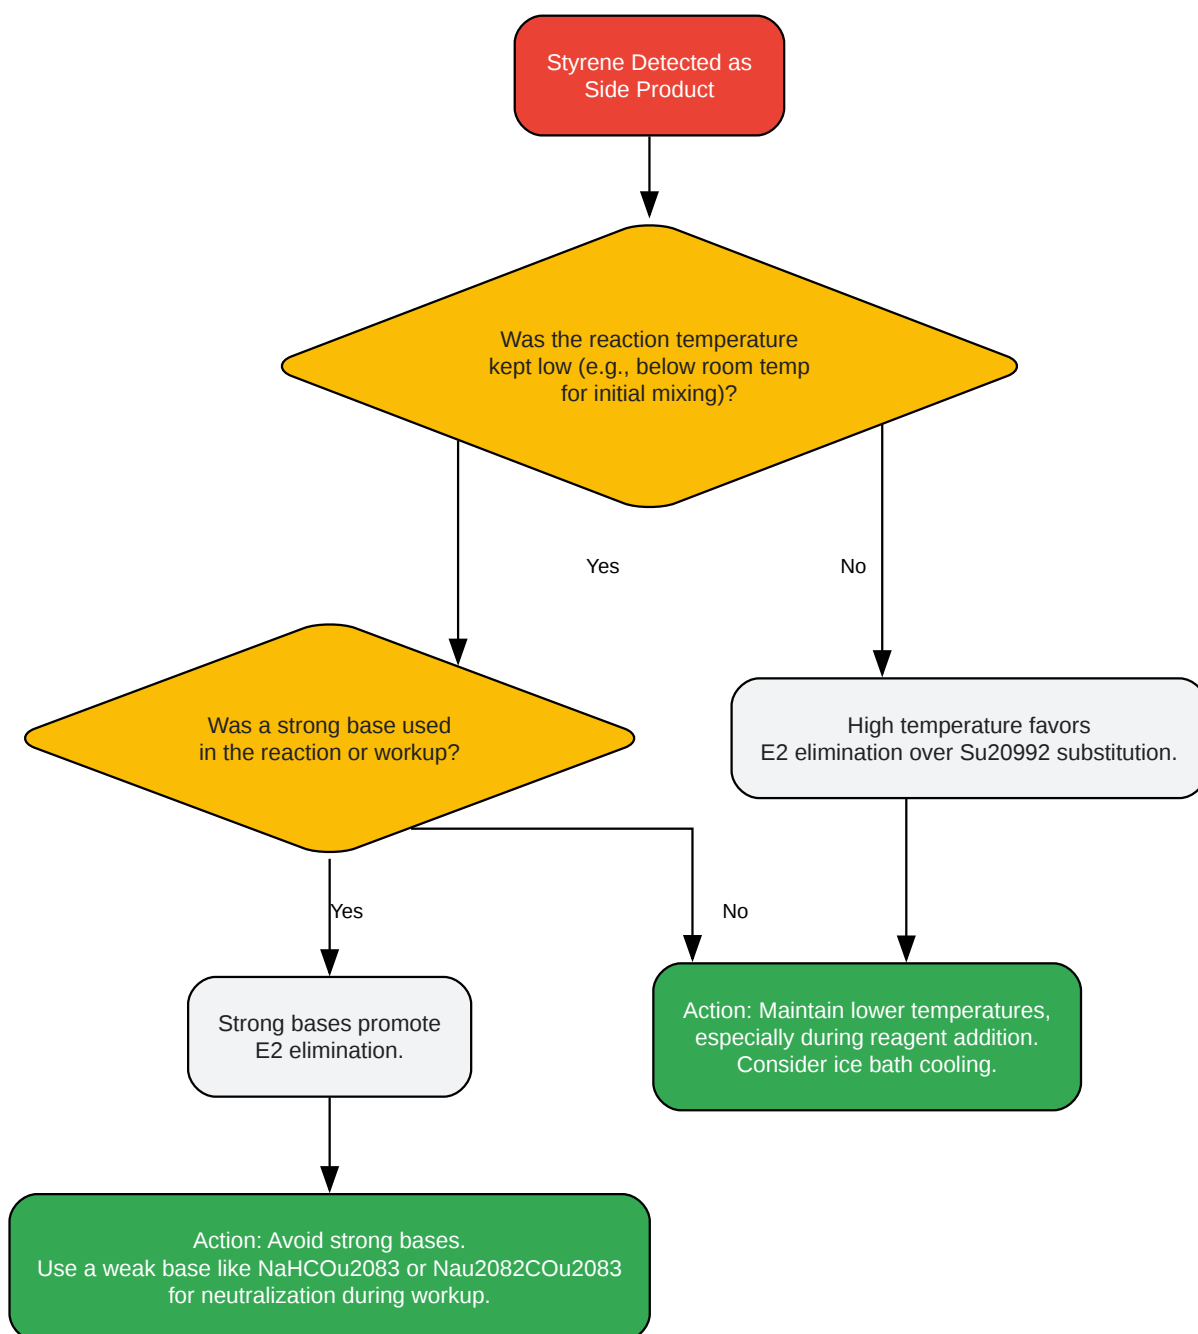 Styrene Detected as
Side Product
Was the reaction temperature
kept low (e.g., below room temp
for initial mixing)?
Yes
No
Was a strong base used
in the reaction or workup?
High temperature favors
E2 elimination over Su20992 substitution.
Yes
No
Strong bases promote
E2 elimination.
Action: Maintain lower temperatures,
especially during reagent addition.
Consider ice bath cooling.
Action: Avoid strong bases.
Use a weak base like NaHCOu2083 or Nau2082COu2083
for neutralization during workup.